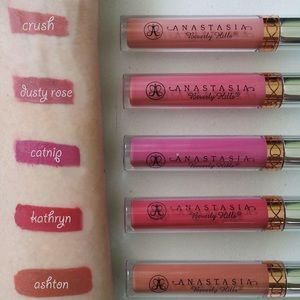 crush
ANASTASIA
Beverly Hills®
dusty rose
ANASTASIA
Beverly Hills®
catnip
ANASTASIA
Beverly Hills®
kathryn
ANASTASIA
Beverly Hills®
ashton
ANASTASIA
Beverly Hills®